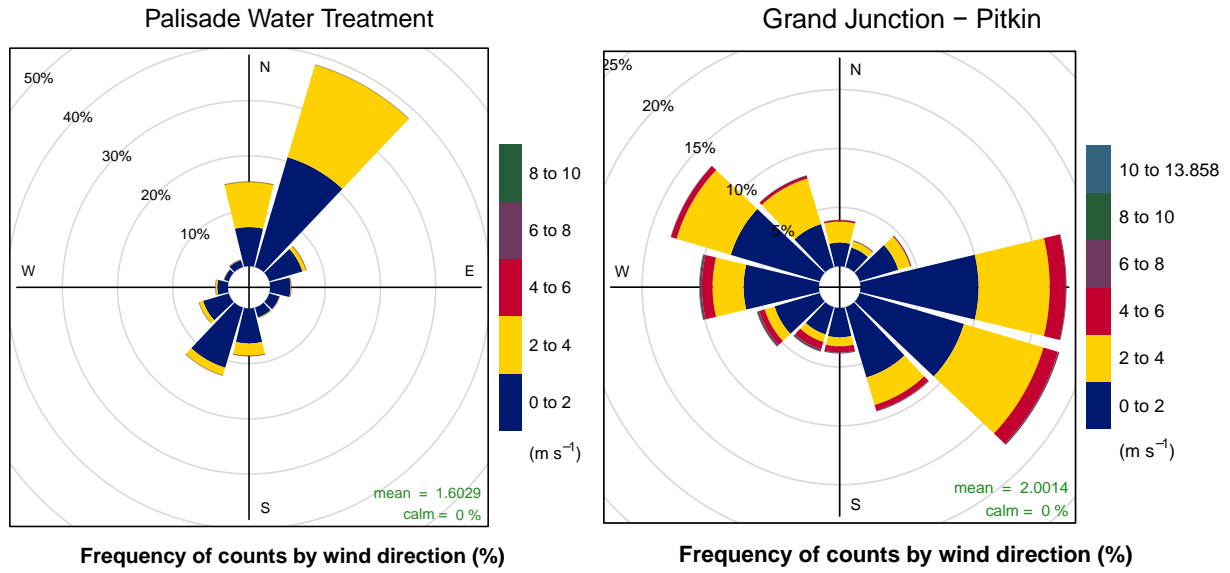 Palisade Water Treatment
50%
40%
30%
20%
10%
N
W
E
S
mean = 1.6029
calm = 0 %
8 to 10
6 to 8
4 to 6
2 to 4
0 to 2
(m s⁻¹)
Frequency of counts by wind direction (%)
Grand Junction − Pitkin
25%
20%
15%
10%
5%
N
W
E
S
mean = 2.0014
calm = 0 %
10 to 13.858
8 to 10
6 to 8
4 to 6
2 to 4
0 to 2
(m s⁻¹)
Frequency of counts by wind direction (%)